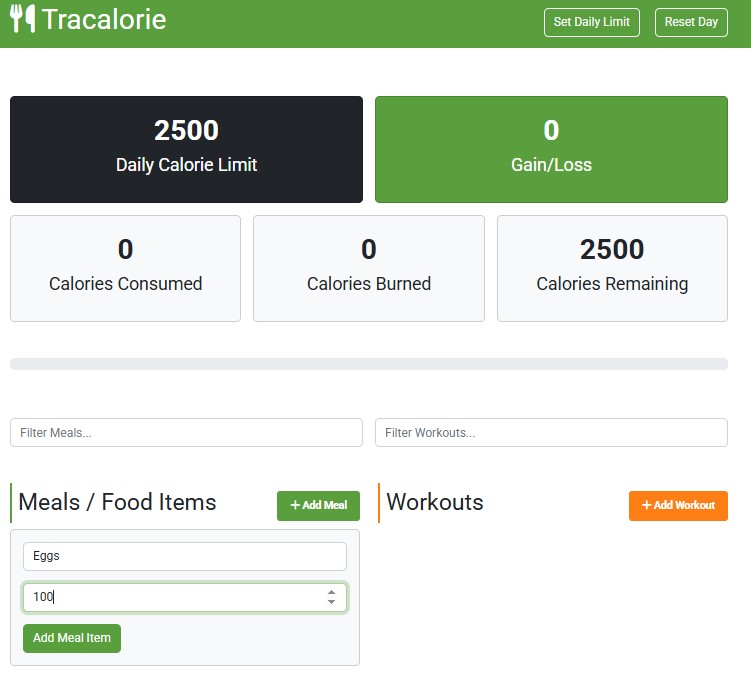 Tracalorie
Set Daily Limit
Reset Day
2500
Daily Calorie Limit
0
Gain/Loss
0
Calories Consumed
0
Calories Burned
2500
Calories Remaining
Filter Meals...
Filter Workouts...
Meals / Food Items
+ Add Meal
Workouts
+ Add Workout
Eggs
100
Add Meal Item